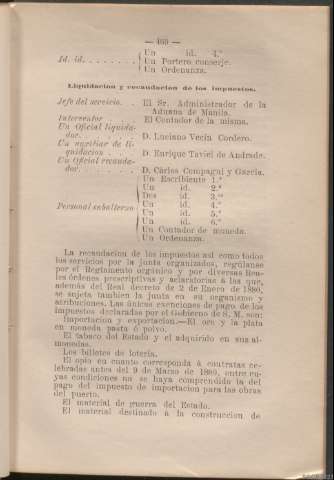 — 469 —
Un id. 4.º
Id. id. . . . . . . . Un Portero conserje.
Un Ordenanza.
Liquidacion y recaudacion de los impuestos.
Jefe del servicio. . . El Sr. Administrador de la
Aduana de Manila.
Interventor . . . . . El Contador de la misma.
Un Oficial liquida-
dor. . . . . . . . D. Luciano Vecin Cordero.
Un auxiliar de li-
quidacion . . . . . D. Enrique Taviel de Andrade.
Un Oficial recauda-
dor. . . . . . . . D. Cárlos Compagni y García.
Un Escribiente 1.º
Un id. 2.º
Dos id. 3.ºs
Personal subalterno. Un id. 4.º
Un id. 5.º
Un id. 6.º
Un Contador de moneda.
Un Ordenanza.
La recaudacion de los impuestos así como todos
los servicios por la junta organizados, regúlanse
por el Reglamento orgánico y por diversas Rea-
les órdenes prescriptivas y aclaratorias á las que,
además del Real decreto de 2 de Enero de 1880,
se sujeta tambien la junta en su organismo y
atribuciones. Las únicas exenciones de pago de los
impuestos declaradas por el Gobierno de S. M. son:
Importacion y exportacion.—El oro y la plata
en moneda pasta ó polvo.
El tabaco del Estado y el adquirido en sus al-
monedas.
Los billetes de lotería.
El opio en cuanto corresponda á contratas ce-
lebradas antes del 9 de Marzo de 1880, entre cu-
yas condiciones no se haya comprendido la del
pago del impuesto de importacion para las obras
del puerto.
El material de guerra del Estado.
El material destinado á la construccion de